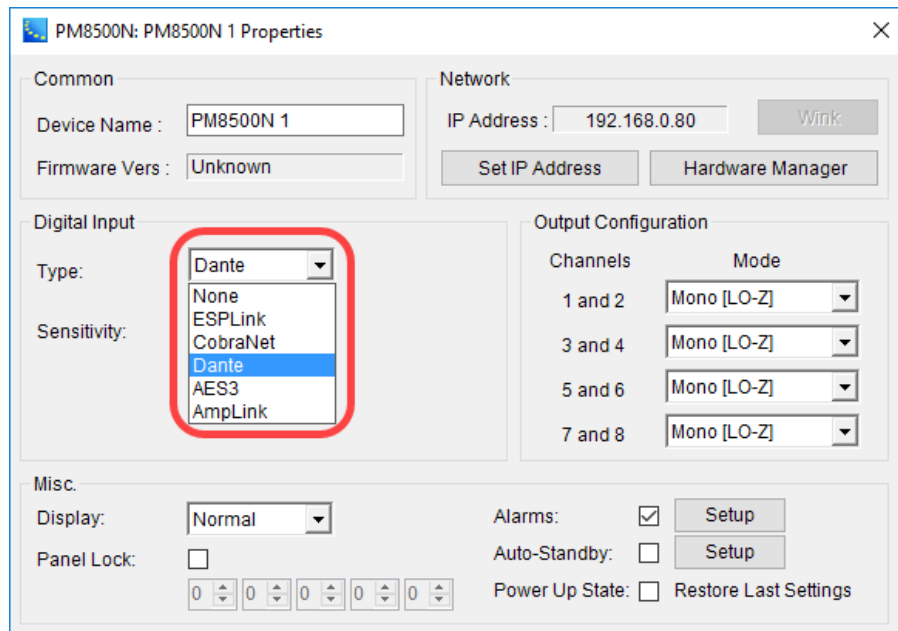 PM8500N: PM8500N 1 Properties
Common
Device Name :
PM8500N 1
Firmware Vers :
Unknown
Network
IP Address :
192.168.0.80
Wink
Set IP Address
Hardware Manager
Digital Input
Type:
Dante
None
ESPLink
CobraNet
Dante
AES3
AmpLink
Sensitivity:
Output Configuration
Channels Mode
1 and 2 Mono [LO-Z]
3 and 4 Mono [LO-Z]
5 and 6 Mono [LO-Z]
7 and 8 Mono [LO-Z]
Misc.
Display: Normal
Panel Lock:
0 0 0 0 0
Alarms: Setup
Auto-Standby: Setup
Power Up State: Restore Last Settings